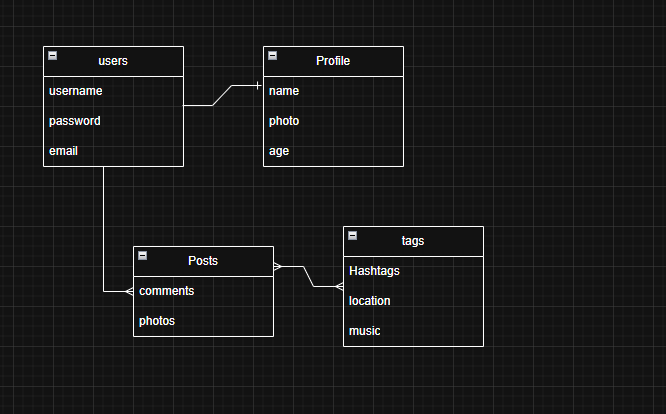 users
username
password
email
Profile
name
photo
age
Posts
comments
photos
tags
Hashtags
location
music